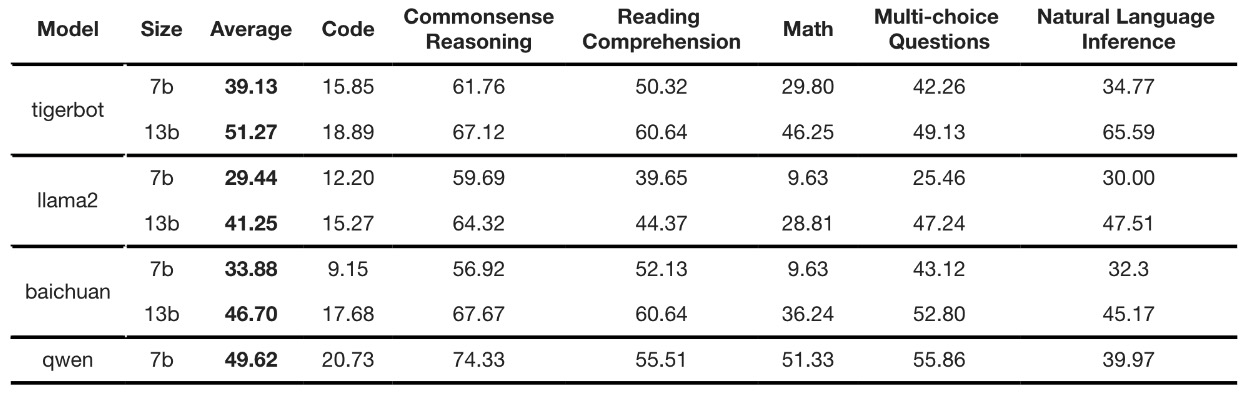 Model Size Average Code Commonsense Reasoning Reading Comprehension Math Multi-choice Questions Natural Language Inference
tigerbot
7b 39.13 15.85 61.76 50.32 29.80 42.26 34.77
13b 51.27 18.89 67.12 60.64 46.25 49.13 65.59
llama2
7b 29.44 12.20 59.69 39.65 9.63 25.46 30.00
13b 41.25 15.27 64.32 44.37 28.81 47.24 47.51
baichuan
7b 33.88 9.15 56.92 52.13 9.63 43.12 32.3
13b 46.70 17.68 67.67 60.64 36.24 52.80 45.17
qwen 7b 49.62 20.73 74.33 55.51 51.33 55.86 39.97